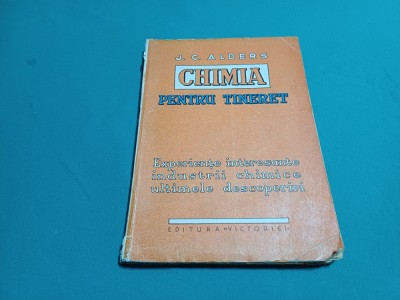 J. C. ALDERS
CHIMIA
PENTRU TINERET
Experiențe interesante
industrii chimice
ultimele descoperiri
EDITURA "VICTORIEI"